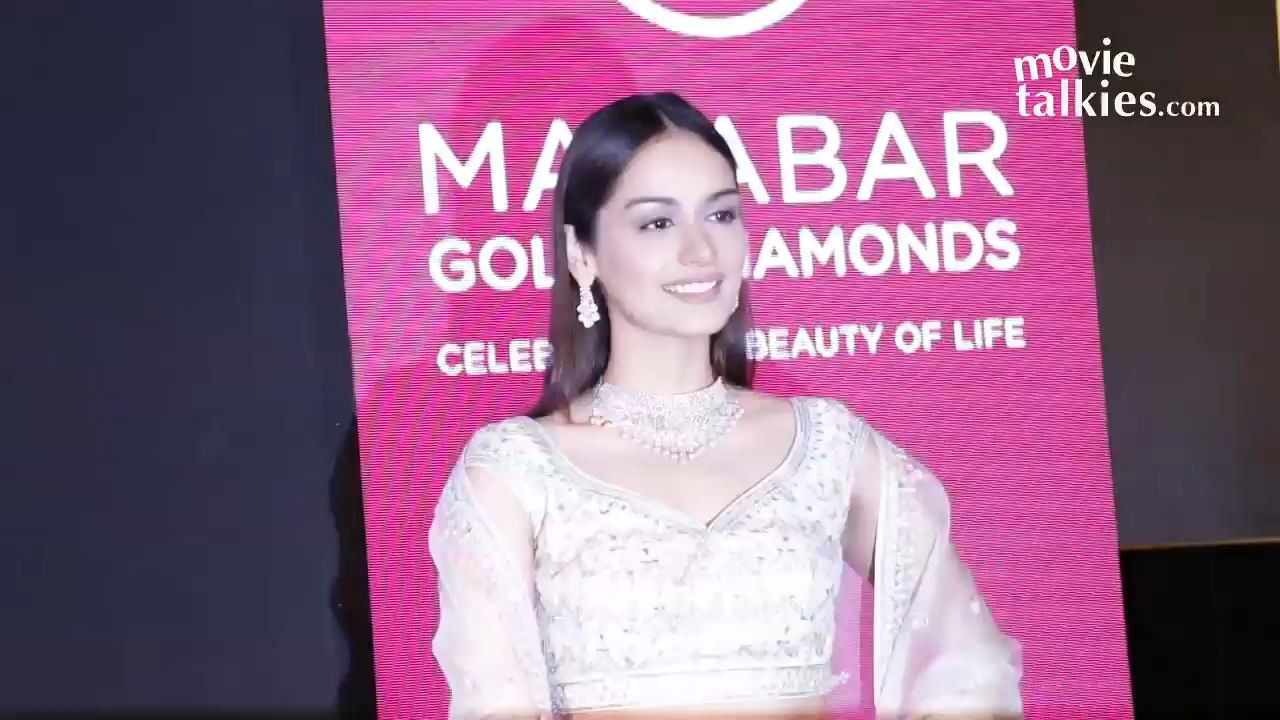 movie
talkies.com
MA ABAR
GOL AMONDS
CELEB BEAUTY OF LIFE